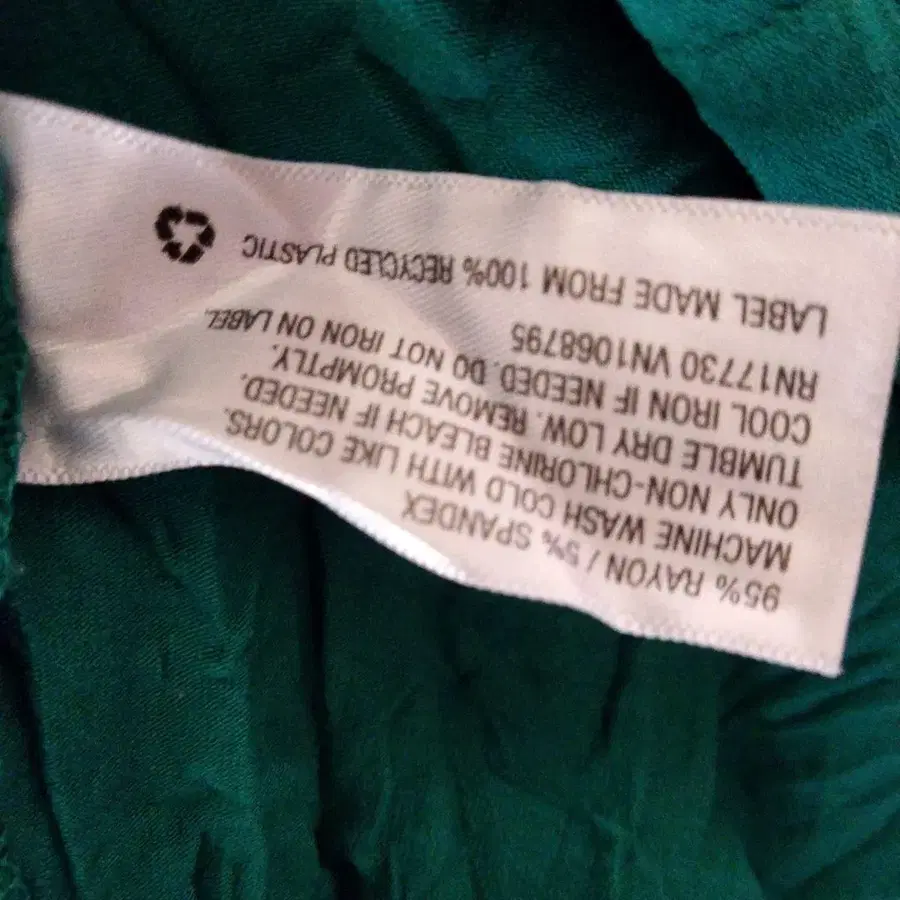 95% RAYON / 5% SPANDEX
MACHINE WASH COLD WITH LIKE COLORS.
ONLY NON-CHLORINE BLEACH IF NEEDED.
TUMBLE DRY LOW. REMOVE PROMPTLY.
COOL IRON IF NEEDED. DO NOT IRON ON LABEL.
RN17730 VN1068795
LABEL MADE FROM 100% RECYCLED PLASTIC